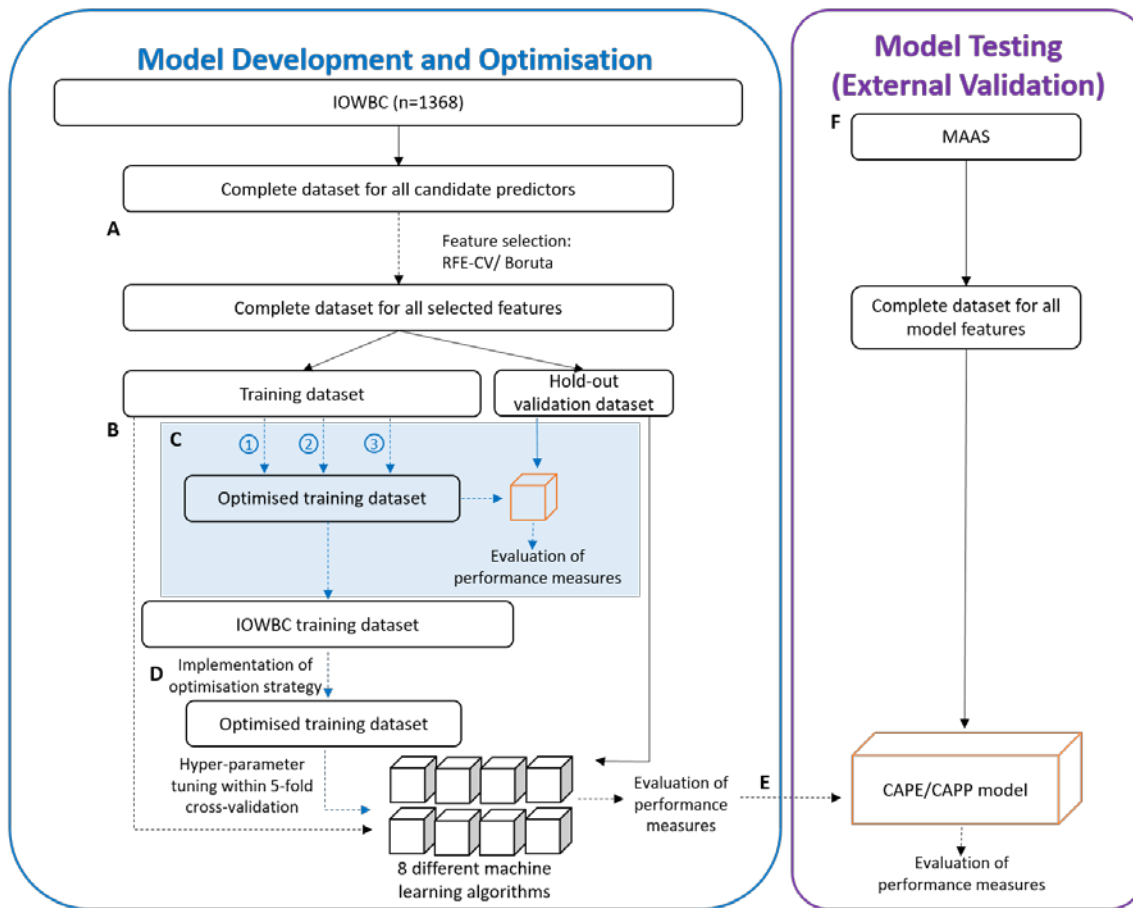 Model Development and Optimisation
IOWBC (n=1368)
Complete dataset for all candidate predictors
A
Feature selection:
RFE-CV/ Boruta
Complete dataset for all selected features
Training dataset
Hold-out
validation dataset
B
C
1
2
3
Optimised training dataset
Evaluation of
performance measures
IOWBC training dataset
D
Implementation of
optimisation strategy
Optimised training dataset
Hyper-parameter
tuning within 5-fold
cross-validation
8 different machine
learning algorithms
Evaluation of
performance
measures
E
Model Testing
(External Validation)
F
MAAS
Complete dataset for all
model features
CAPE/CAPP model
Evaluation of
performance measures